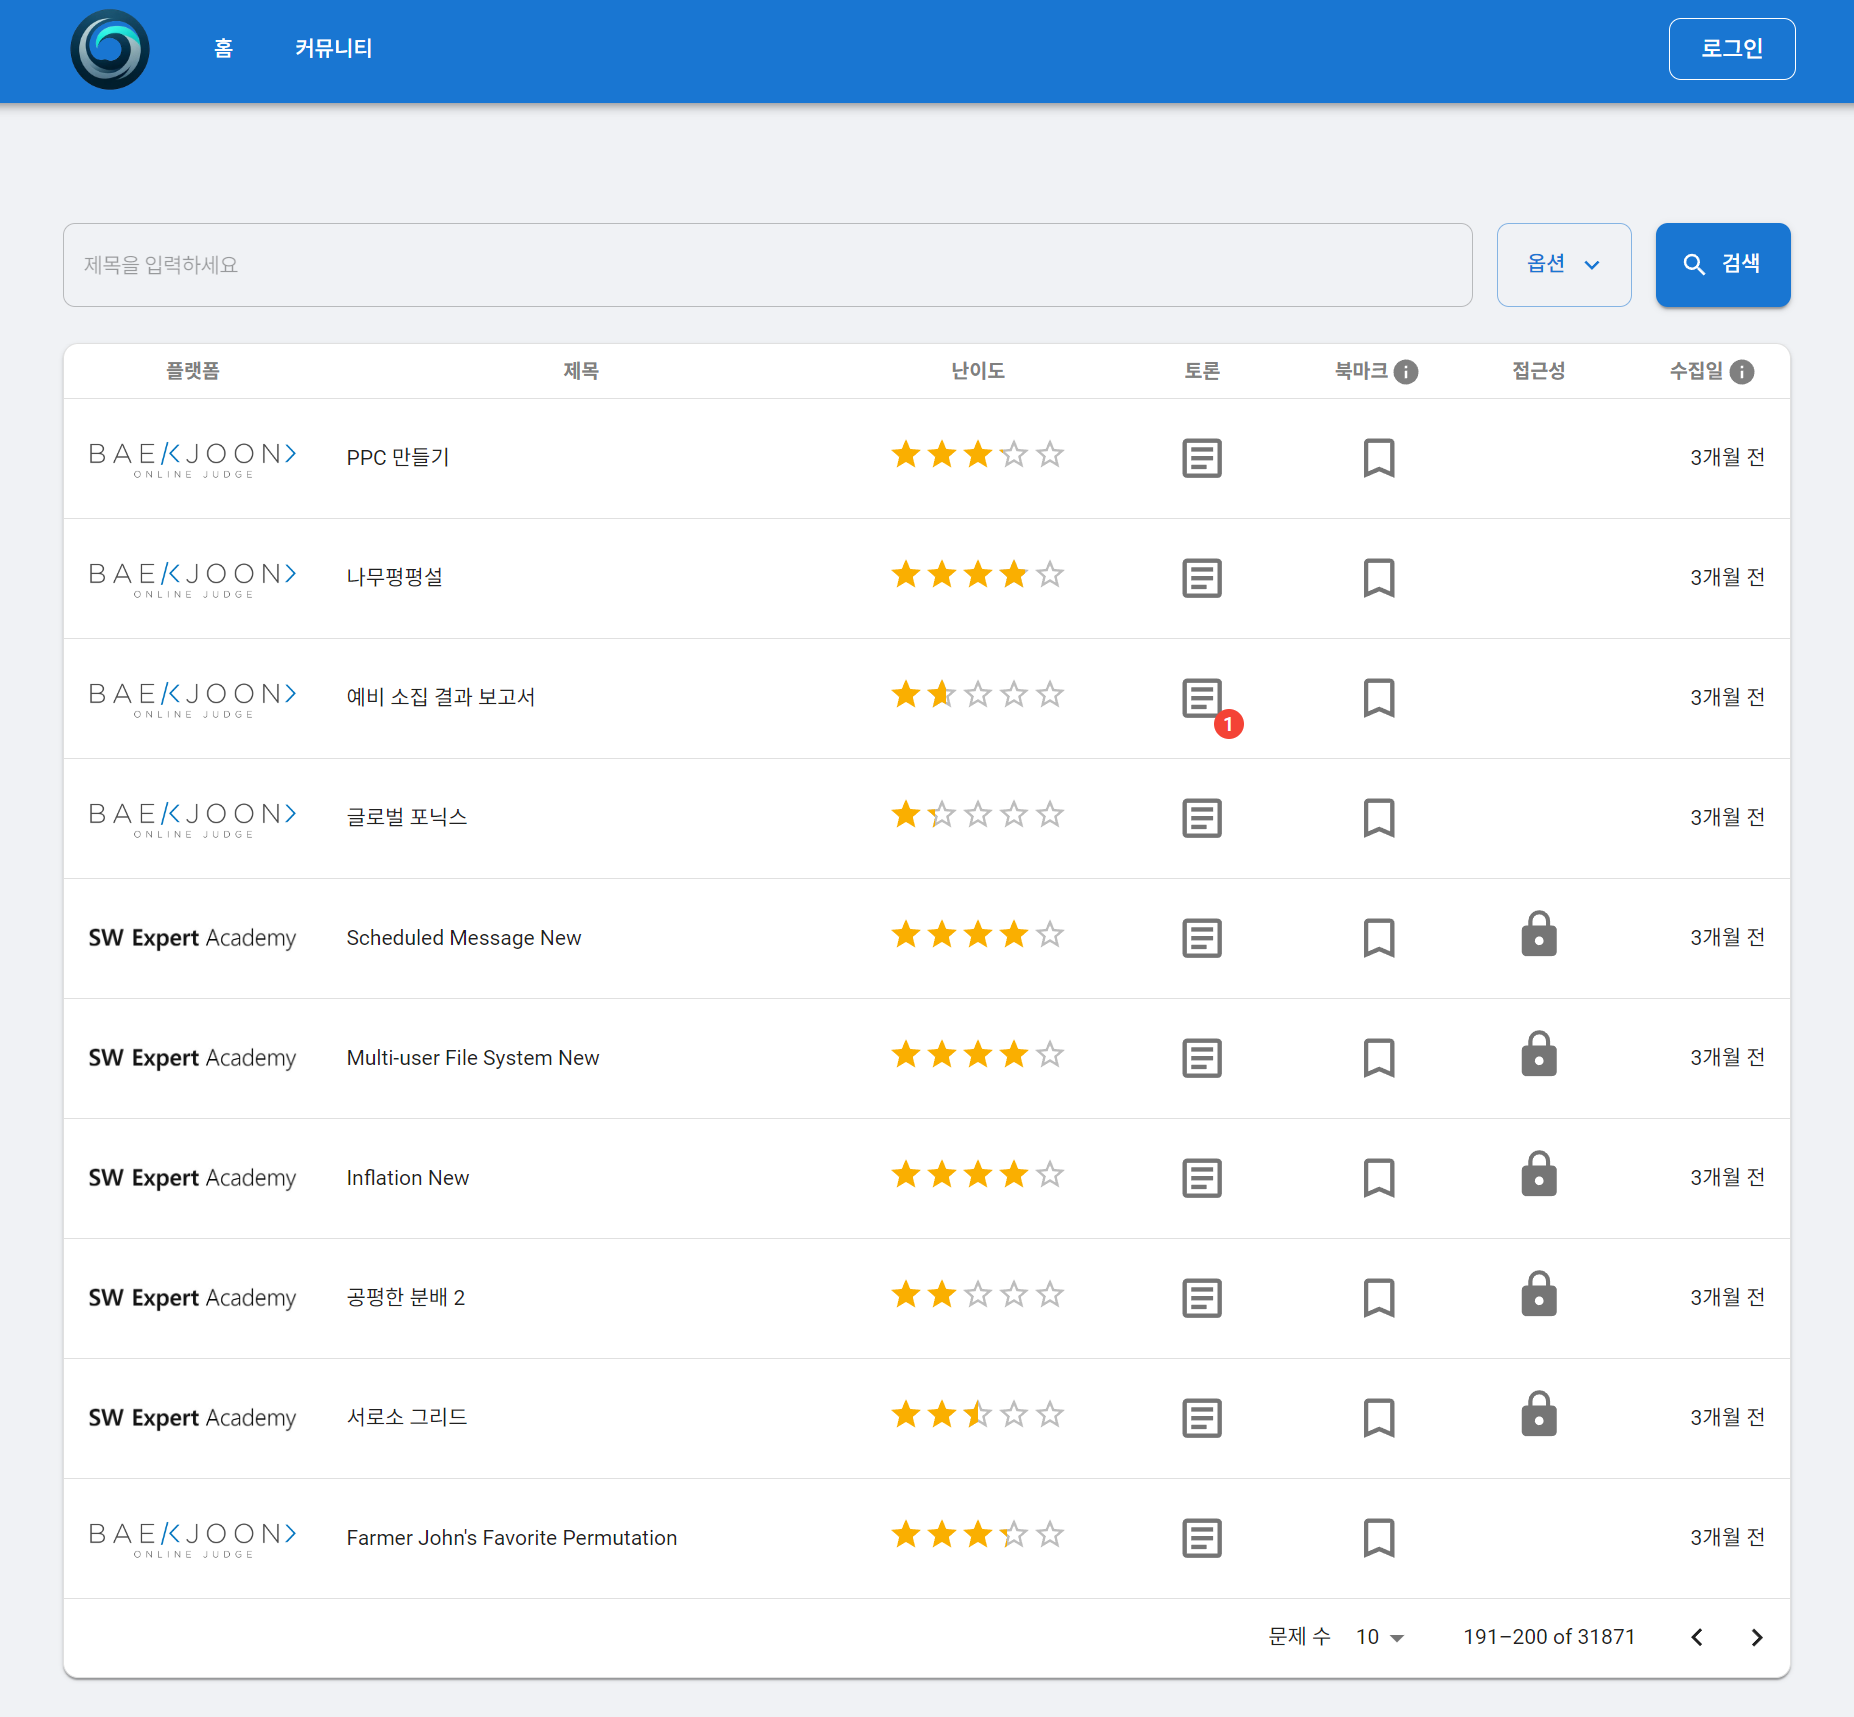 홈 커뮤니티 로그인
제목을 입력하세요 옵션 검색
플랫폼 제목 난이도 토론 북마크 접근성 수집일
BAEKJOON ONLINE JUDGE PPC 만들기 3개월 전
BAEKJOON ONLINE JUDGE 나무평평설 3개월 전
BAEKJOON ONLINE JUDGE 예비 소집 결과 보고서 1 3개월 전
BAEKJOON ONLINE JUDGE 글로벌 포닉스 3개월 전
SW Expert Academy Scheduled Message New 3개월 전
SW Expert Academy Multi-user File System New 3개월 전
SW Expert Academy Inflation New 3개월 전
SW Expert Academy 공평한 분배 2 3개월 전
SW Expert Academy 서로소 그리드 3개월 전
BAEKJOON ONLINE JUDGE Farmer John's Favorite Permutation 3개월 전
문제 수 10 191–200 of 31871